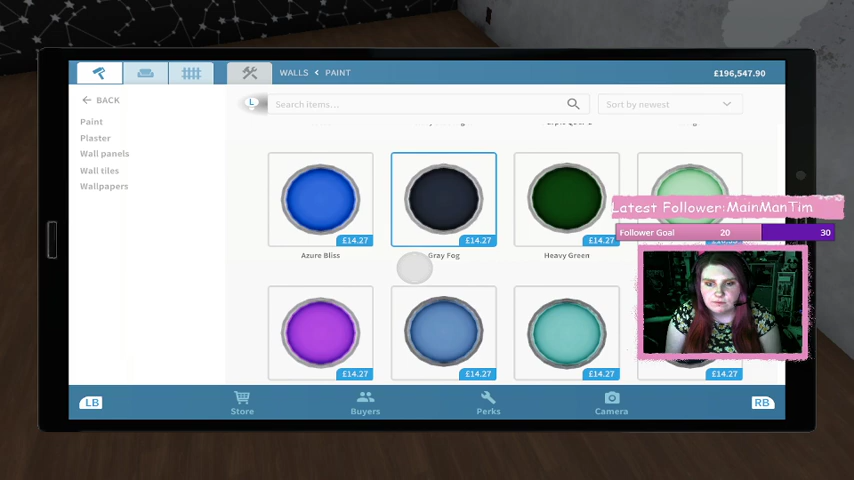 WALLS < PAINT
£196,547.90
← BACK
L
Search items...
Sort by newest
Paint
Plaster
Wall panels
Wall tiles
Wallpapers
£14.27
£14.27
£14.27
Azure Bliss
Gray Fog
Heavy Green
Latest Follower:MainManTim
Follower Goal 20 30
£14.27
£14.27
£14.27
LB
Store
Buyers
Perks
Camera
RB